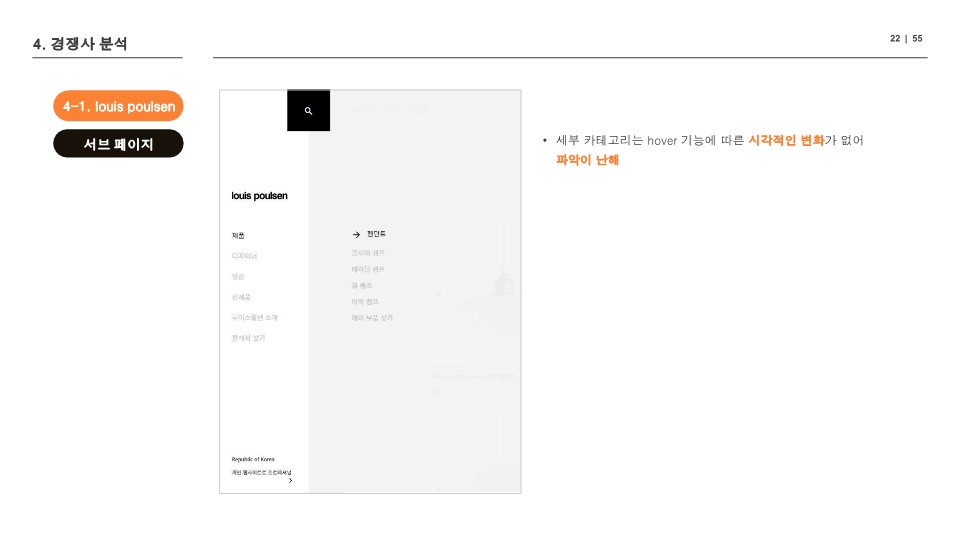 4. 경쟁사 분석
22 | 55
4-1. louis poulsen
서브 페이지
• 세부 카테고리는 hover 기능에 따른 시각적인 변화가 없어
파악이 난해
louis poulsen
제품
디자이너
영감
신제품
루이스폴센 소개
판매처 찾기
→ 펜던트
플로어 램프
테이블 램프
월 램프
야외 램프
예비 부품 찾기
Republic of Korea
개인 웹사이트로 프로페셔널